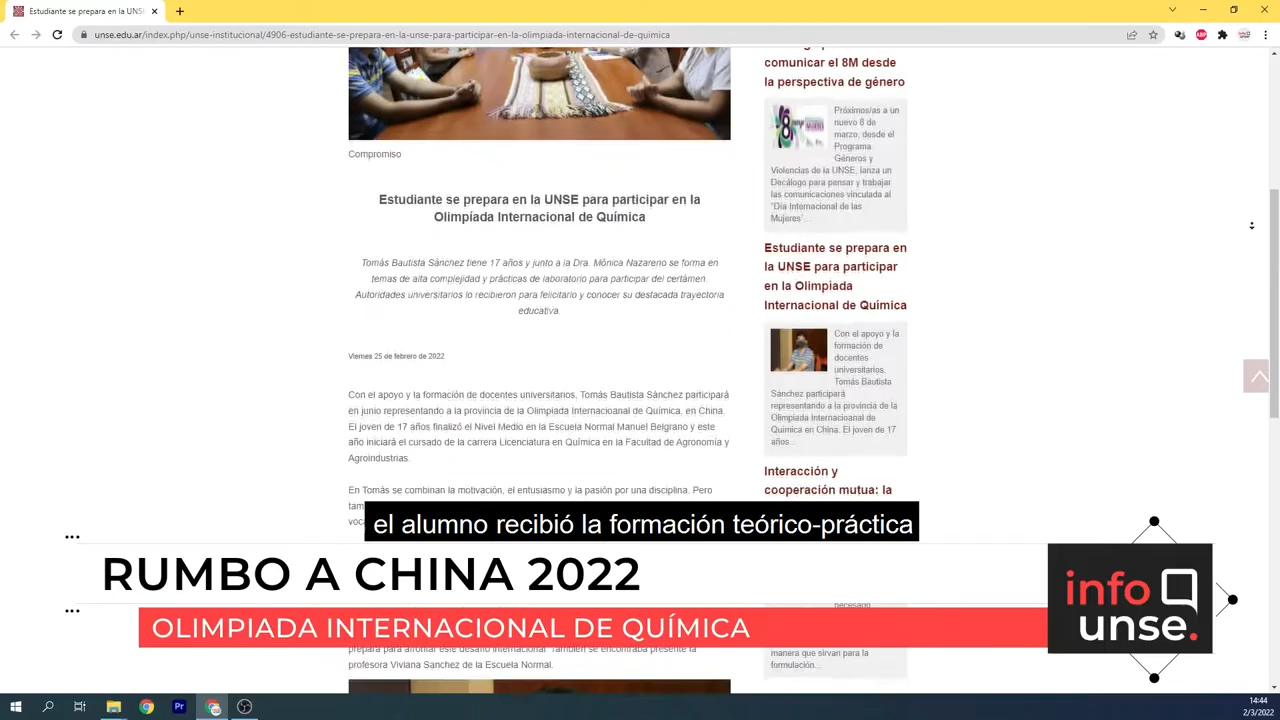 Estudiante se prepara en la UNSE p
unse.edu.ar/index.php/unse-institucional/4906-estudiante-se-prepara-en-la-unse-para-participar-en-la-olimpiada-internacional-de-quimica
Compromiso
Estudiante se prepara en la UNSE para participar en la
Olimpíada Internacional de Química
Tomás Bautista Sánchez tiene 17 años y junto a la Dra. Mónica Nazareno se forma en
temas de alta complejidad y prácticas de laboratorio para participar del certámen.
Autoridades universitarios lo recibieron para felicitarlo y conocer su destacada trayectoria
educativa.
Viernes 25 de febrero de 2022
Con el apoyo y la formación de docentes universitarios, Tomás Bautista Sánchez participará
en junio representando a la provincia de la Olimpiada Internacioanal de Química, en China.
El joven de 17 años finalizó el Nivel Medio en la Escuela Normal Manuel Belgrano y este
año iniciará el cursado de la carrera Licenciatura en Química en la Facultad de Agronomía y
Agroindustrias.
En Tomás se combinan la motivación, el entusiasmo y la pasión por una disciplina. Pero
prepara para afrontar este desafío internacional. También se encontraba presente la
profesora Viviana Sanchez de la Escuela Normal.
comunicar el 8M desde
la perspectiva de género
Próximos/as a un
nuevo 8 de
marzo, desde el
Programa
Géneros y
Violencias de la UNSE, lanza un
Decálogo para pensar y trabajar
las comunicaciones vinculada al
"Día Internacional de las
Mujeres"...
Estudiante se prepara en
la UNSE para participar
en la Olimpiada
Internacional de Química
Con el apoyo y la
formación de
docentes
universitarios,
Tomás Bautista
Sánchez participará
representando a la provincia de la
Olimpiada Internacioanal de
Química en China. El joven de 17
años...
Interacción y
cooperación mutua: la
necesario
manera que sirvan para la
formulación...
el alumno recibió la formación teórico-práctica
RUMBO A CHINA 2022
OLIMPIADA INTERNACIONAL DE QUÍMICA
info
unse.
14:44
2/3/2022